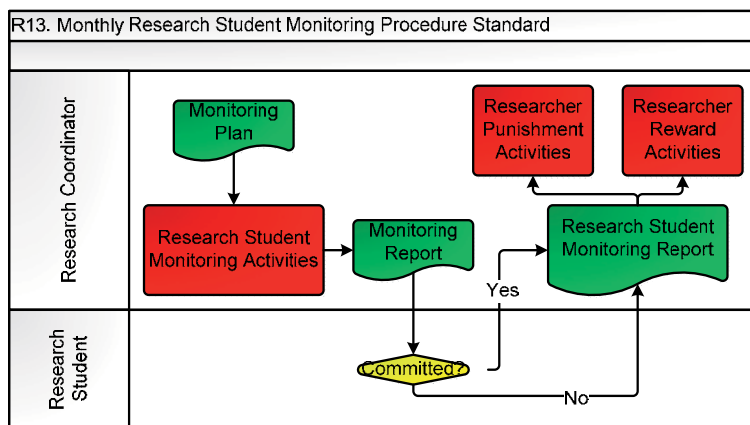 R13. Monthly Research Student Monitoring Procedure Standard
Research Coordinator
Monitoring
Plan
Researcher
Punishment
Activities
Researcher
Reward
Activities
Research Student
Monitoring Activities
Monitoring
Report
Research Student
Monitoring Report
Yes
Research
Student
Committed?
No